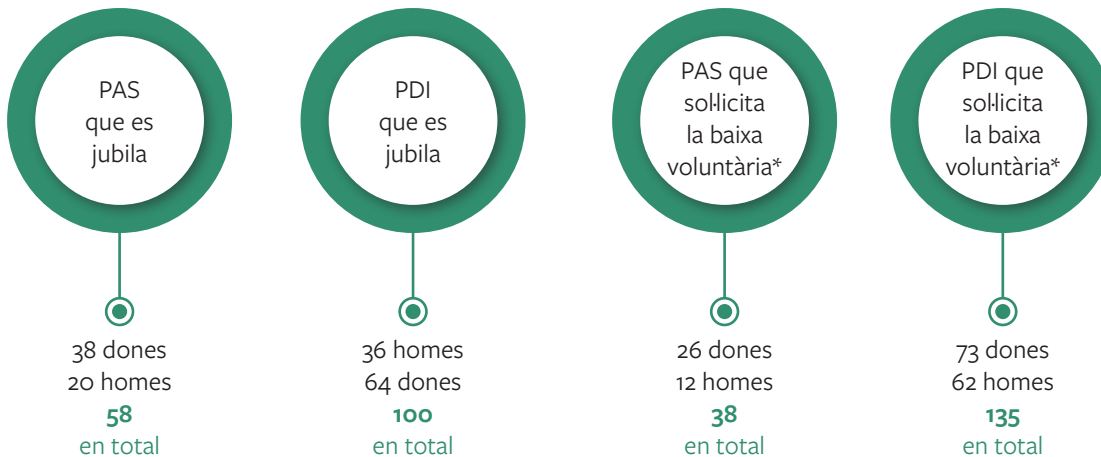 PAS
que es
jubila
38 dones
20 homes
58
en total
PDI
que es
jubila
36 homes
64 dones
100
en total
PAS que
sol·licita
la baixa
voluntària*
26 dones
12 homes
38
en total
PDI que
sol·licita
la baixa
voluntària*
73 dones
62 homes
135
en total